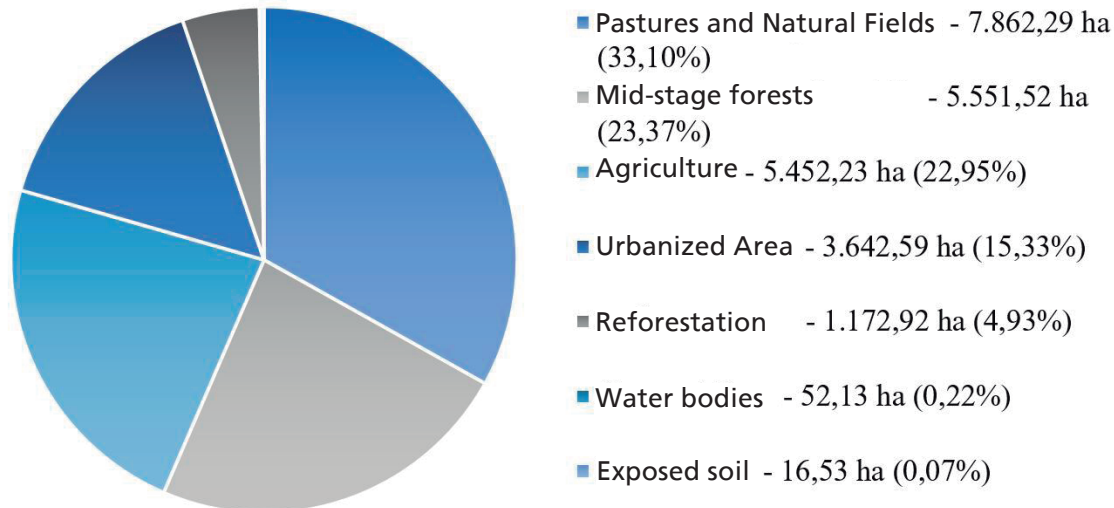 Pastures and Natural Fields - 7.862,29 ha
(33,10%)
Mid-stage forests - 5.551,52 ha
(23,37%)
Agriculture - 5.452,23 ha (22,95%)
Urbanized Area - 3.642,59 ha (15,33%)
Reforestation - 1.172,92 ha (4,93%)
Water bodies - 52,13 ha (0,22%)
Exposed soil - 16,53 ha (0,07%)